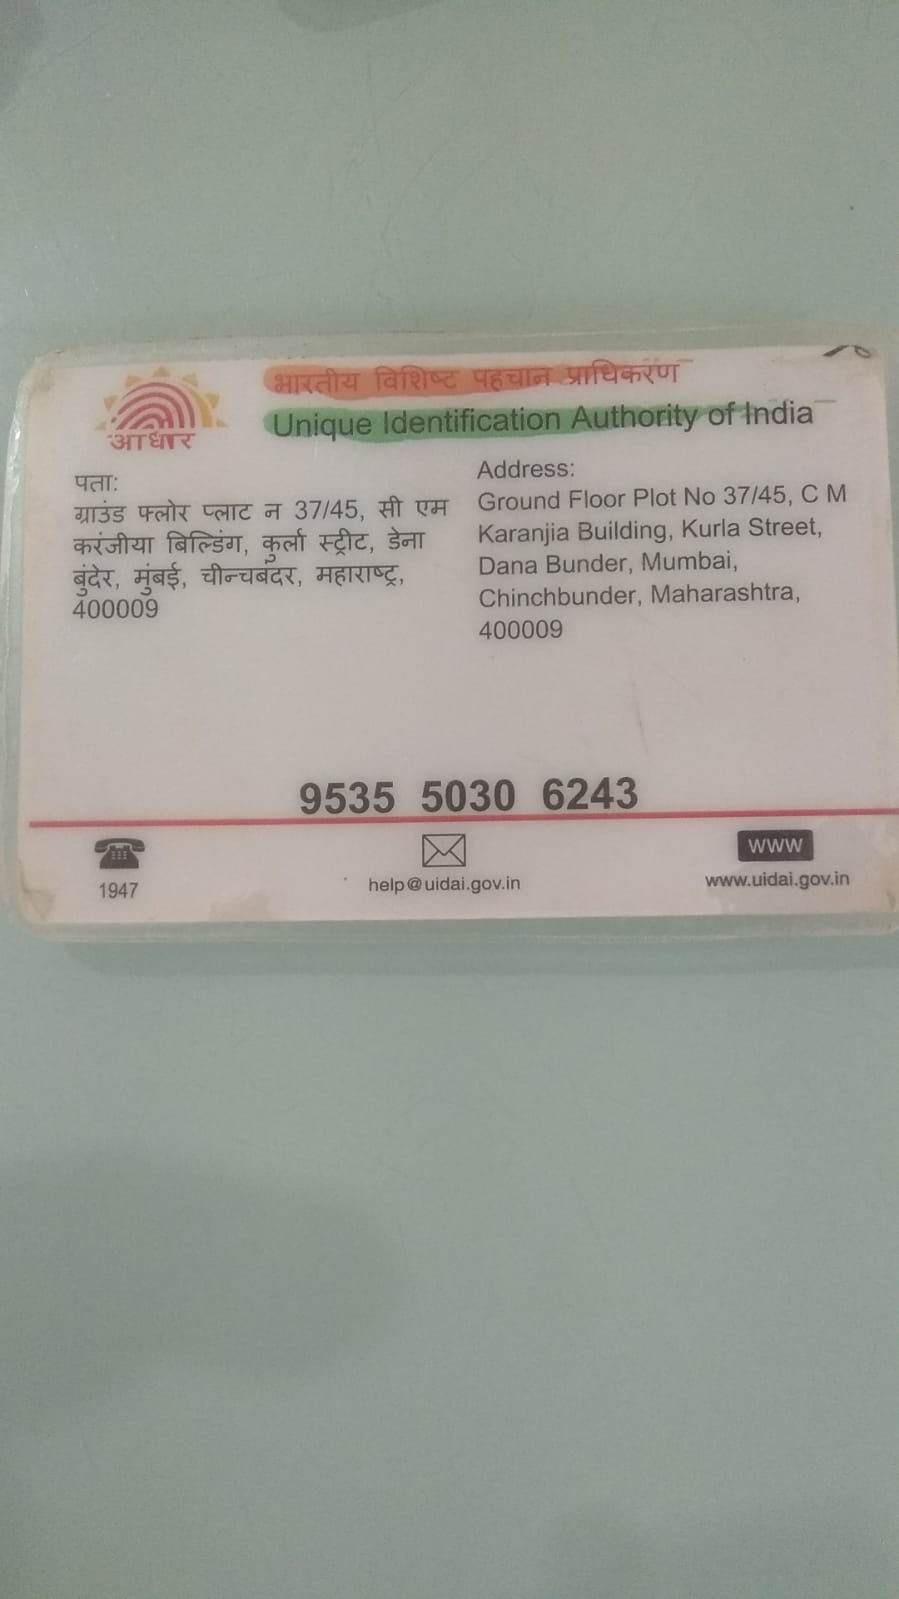 भारतीय विशिष्ट पहचान प्राधिकरण
Unique Identification Authority of India
आधार
पता:
ग्राउंड फ्लोर प्लाट न 37/45, सी एम
करंजीया बिल्डिंग, कुर्ला स्ट्रीट, डेना
बुंदेर, मुंबई, चीन्चबंदर, महाराष्ट्र,
400009
Address:
Ground Floor Plot No 37/45, C M
Karanjia Building, Kurla Street,
Dana Bunder, Mumbai,
Chinchbunder, Maharashtra,
400009
9535 5030 6243
1947
help@uidai.gov.in
www
www.uidai.gov.in